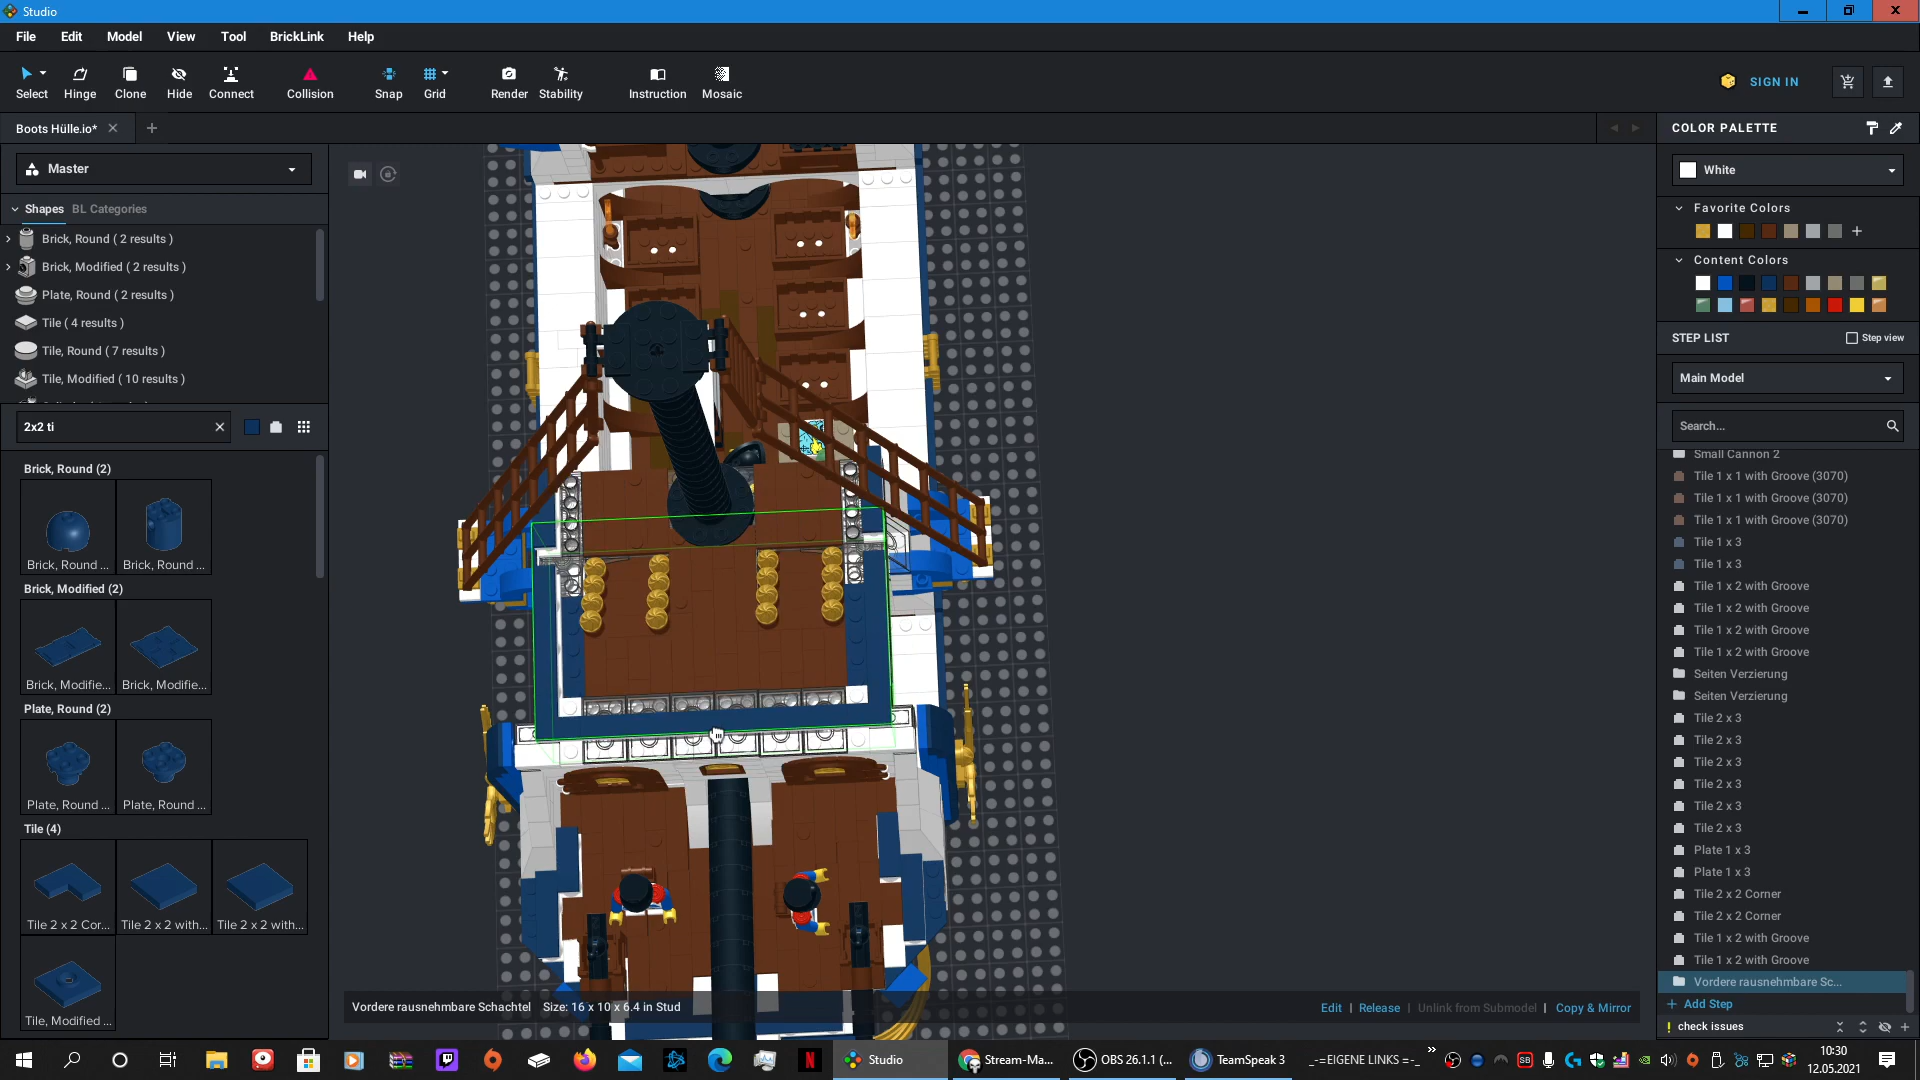 Studio
File Edit Model View Tool BrickLink Help
Select Hinge Clone Hide Connect Collision Snap Grid Render Stability Instruction Mosaic
SIGN IN
Boots Hülle.io*
Master
Shapes BL Categories
Brick, Round ( 2 results )
Brick, Modified ( 2 results )
Plate, Round ( 2 results )
Tile ( 4 results )
Tile, Round ( 7 results )
Tile, Modified ( 10 results )
2x2 ti
Brick, Round (2)
Brick, Round ... Brick, Round ...
Brick, Modified (2)
Brick, Modifie... Brick, Modifie...
Plate, Round (2)
Plate, Round ... Plate, Round ...
Tile (4)
Tile 2 x 2 Cor... Tile 2 x 2 with... Tile 2 x 2 with...
Tile, Modified ...
Vordere rausnehmbare Schachtel Size: 16 x 10 x 6.4 in Stud
Edit | Release | Unlink from Submodel | Copy & Mirror
COLOR PALETTE
White
Favorite Colors
Content Colors
STEP LIST
Step view
Main Model
Search...
Small Cannon 2
Tile 1 x 1 with Groove (3070)
Tile 1 x 1 with Groove (3070)
Tile 1 x 1 with Groove (3070)
Tile 1 x 3
Tile 1 x 3
Tile 1 x 2 with Groove
Tile 1 x 2 with Groove
Tile 1 x 2 with Groove
Tile 1 x 2 with Groove
Seiten Verzierung
Seiten Verzierung
Tile 2 x 3
Tile 2 x 3
Tile 2 x 3
Tile 2 x 3
Tile 2 x 3
Tile 2 x 3
Plate 1 x 3
Plate 1 x 3
Tile 2 x 2 Corner
Tile 2 x 2 Corner
Tile 1 x 2 with Groove
Tile 1 x 2 with Groove
Vordere rausnehmbare Sc...
+ Add Step
check issues
Studio
Stream-Ma...
OBS 26.1.1 (...
TeamSpeak 3
_-=EIGENE LINKS =-_
10:30
12.05.2021